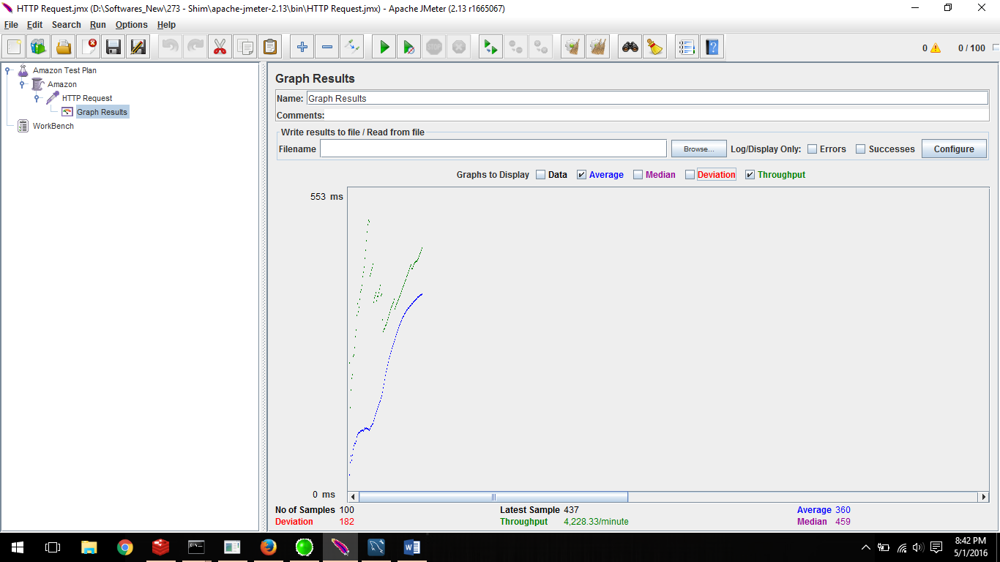 HTTP Request.jmx (D:\Softwares_New\273 - Shim\apache-jmeter-2.13\bin\HTTP Request.jmx) - Apache JMeter (2.13 r1665067)
File Edit Search Run Options Help
0 0 / 100
Amazon Test Plan
Amazon
HTTP Request
Graph Results
WorkBench
Graph Results
Name: Graph Results
Comments:
Write results to file / Read from file
Filename Browse... Log/Display Only: Errors Successes Configure
Graphs to Display Data Average Median Deviation Throughput
553 ms
0 ms
No of Samples 100 Latest Sample 437 Average 360
Deviation 182 Throughput 4,228.33/minute Median 459
8:42 PM
5/1/2016